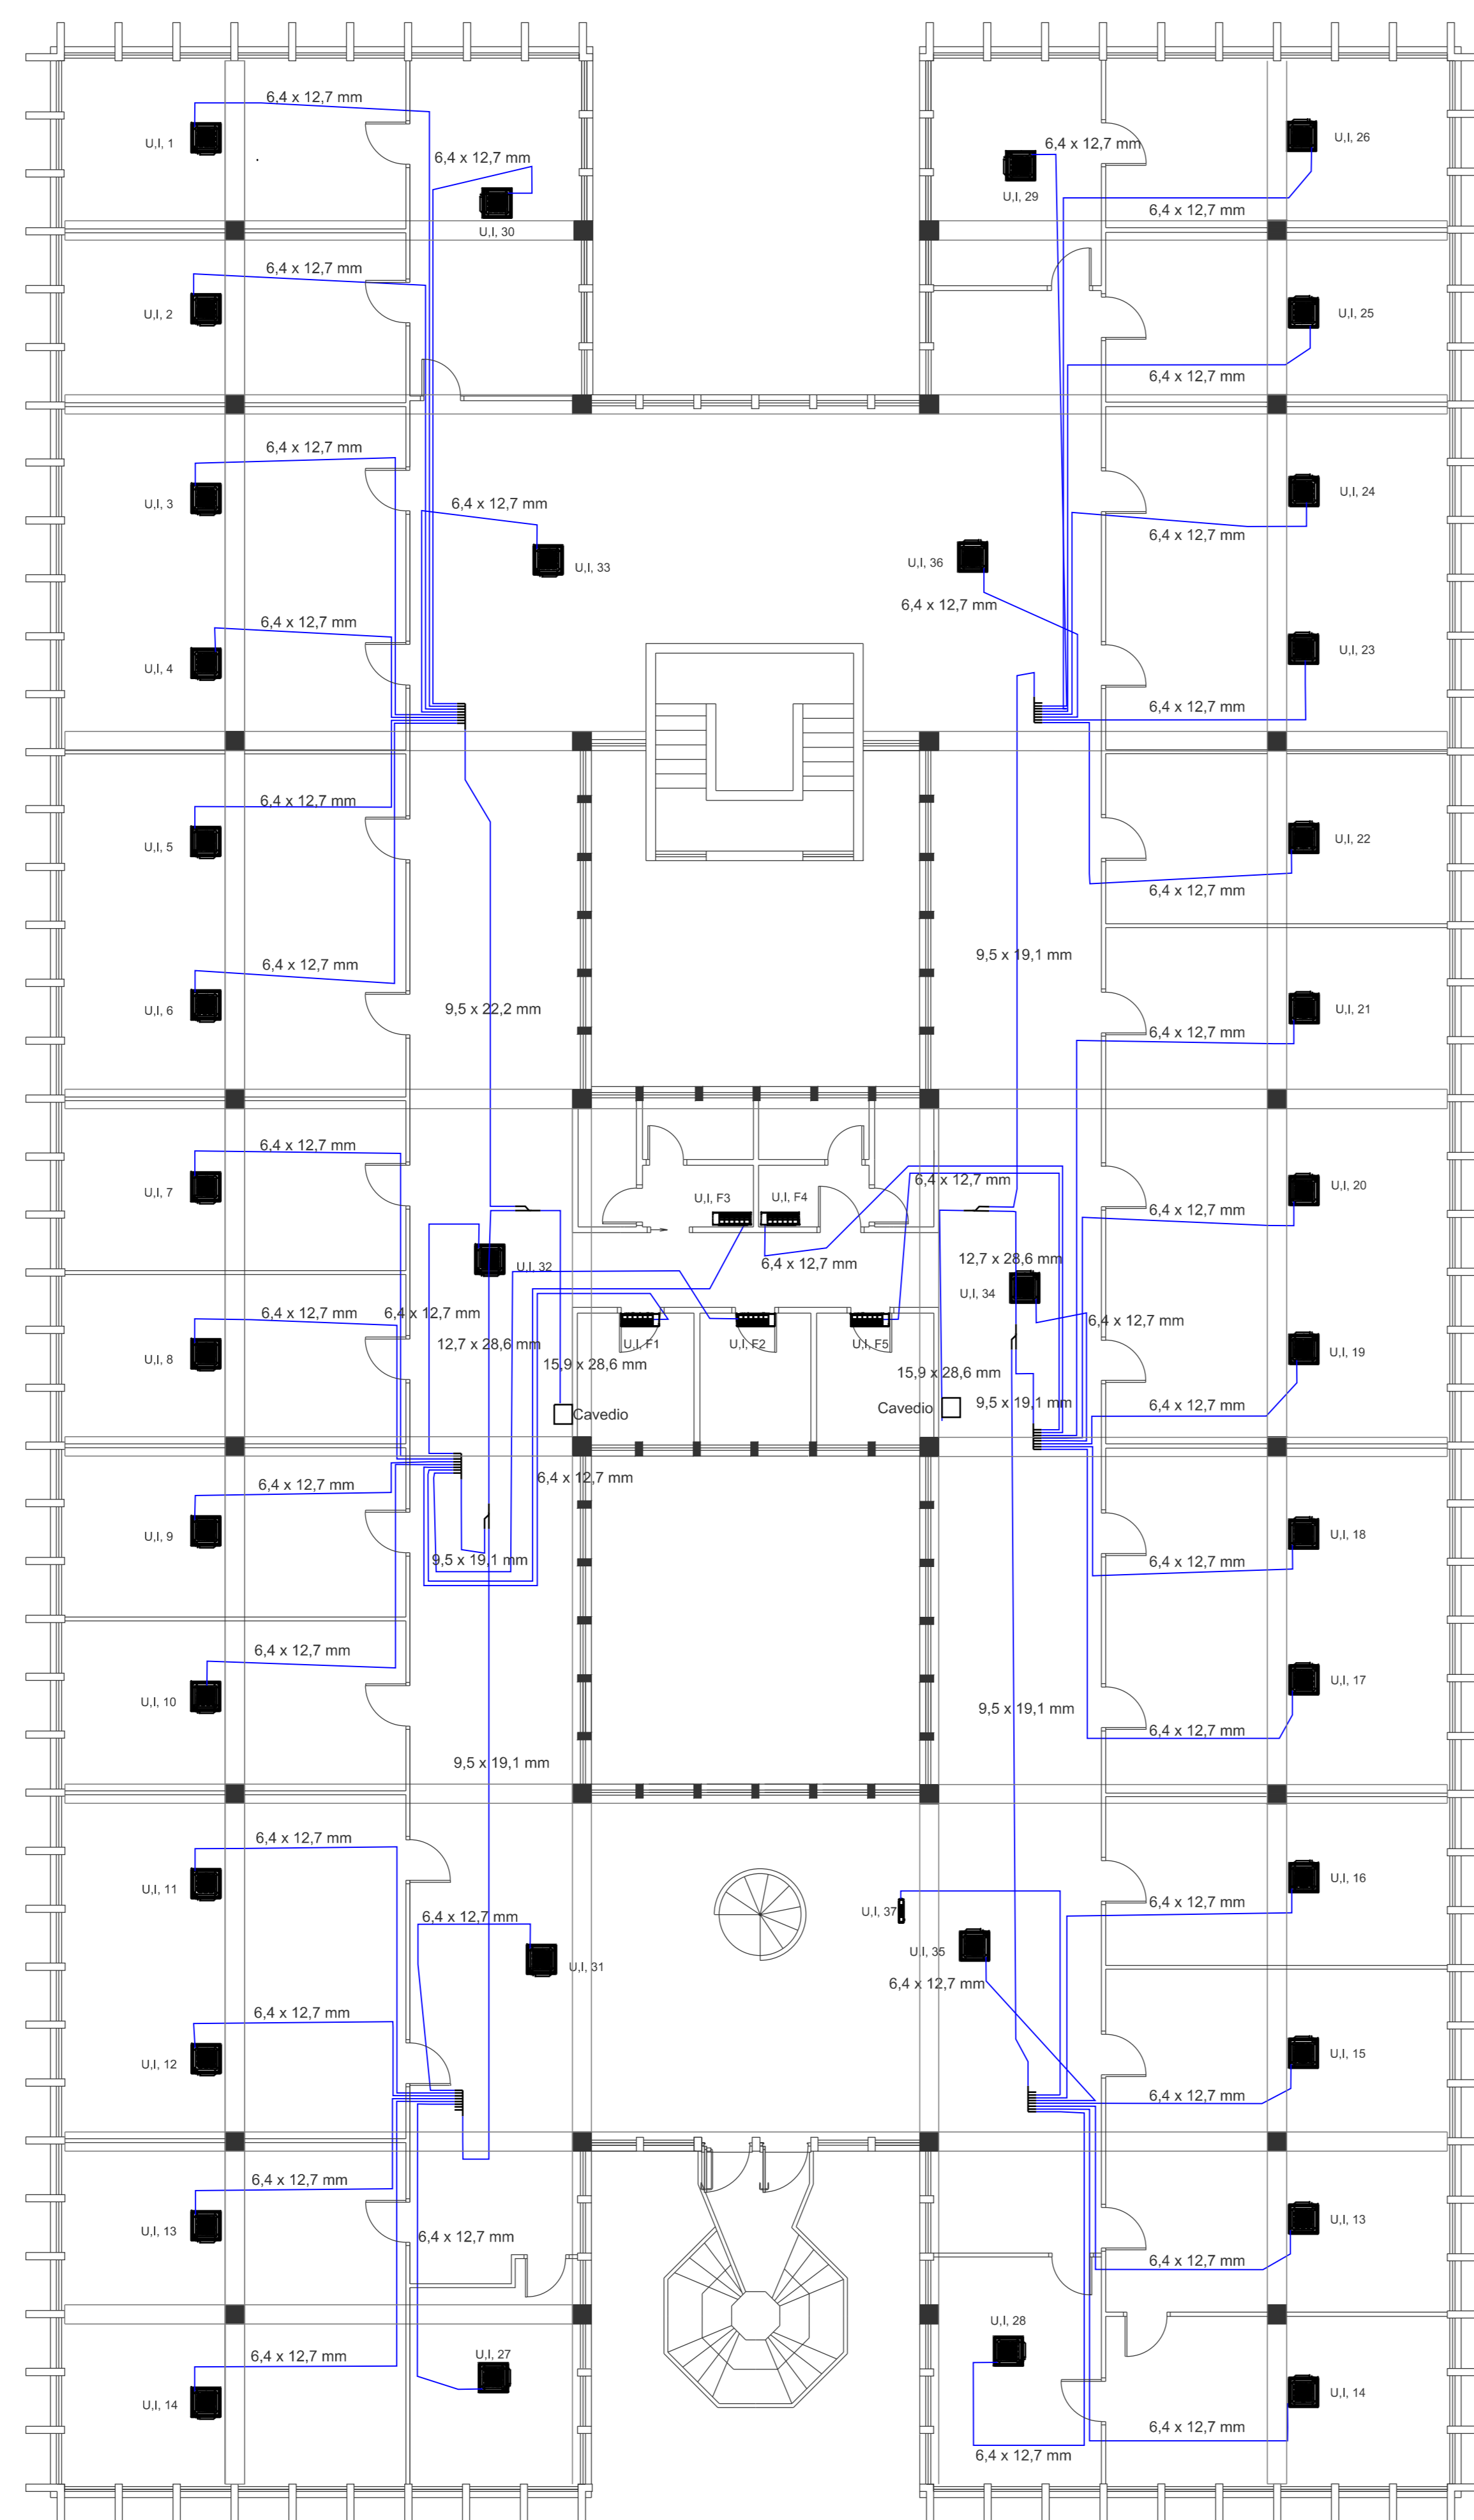 6,4 x 12,7 mm
U,I, 1
6,4 x 12,7 mm
U,I, 30
6,4 x 12,7 mm
U,I, 29
U,I, 26
6,4 x 12,7 mm
6,4 x 12,7 mm
U,I, 2
U,I, 25
6,4 x 12,7 mm
6,4 x 12,7 mm
U,I, 3
6,4 x 12,7 mm
U,I, 33
U,I, 24
6,4 x 12,7 mm
U,I, 36
6,4 x 12,7 mm
6,4 x 12,7 mm
U,I, 4
U,I, 23
6,4 x 12,7 mm
6,4 x 12,7 mm
U,I, 5
U,I, 22
6,4 x 12,7 mm
9,5 x 19,1 mm
6,4 x 12,7 mm
U,I, 6
9,5 x 22,2 mm
U,I, 21
6,4 x 12,7 mm
6,4 x 12,7 mm
U,I, 7
U,I, F3
U,I, F4
6,4 x 12,7 mm
U,I, 20
6,4 x 12,7 mm
U,I, 32
6,4 x 12,7 mm
12,7 x 28,6 mm
U,I, 34
6,4 x 12,7 mm
6,4 x 12,7 mm
6,4 x 12,7 mm
U,I, 8
12,7 x 28,6 mm
U,I, F1
U,I, F2
U,I, F5
U,I, 19
15,9 x 28,6 mm
15,9 x 28,6 mm
9,5 x 19,1 mm
6,4 x 12,7 mm
Cavedio
Cavedio
6,4 x 12,7 mm
6,4 x 12,7 mm
U,I, 9
U,I, 18
9,5 x 19,1 mm
6,4 x 12,7 mm
6,4 x 12,7 mm
U,I, 10
U,I, 17
9,5 x 19,1 mm
6,4 x 12,7 mm
9,5 x 19,1 mm
6,4 x 12,7 mm
U,I, 11
U,I, 16
6,4 x 12,7 mm
6,4 x 12,7 mm
U,I, 37
U,I, 31
U,I, 35
6,4 x 12,7 mm
6,4 x 12,7 mm
U,I, 12
U,I, 15
6,4 x 12,7 mm
6,4 x 12,7 mm
U,I, 13
6,4 x 12,7 mm
U,I, 13
6,4 x 12,7 mm
U,I, 28
6,4 x 12,7 mm
U,I, 27
U,I, 14
U,I, 14
6,4 x 12,7 mm
6,4 x 12,7 mm